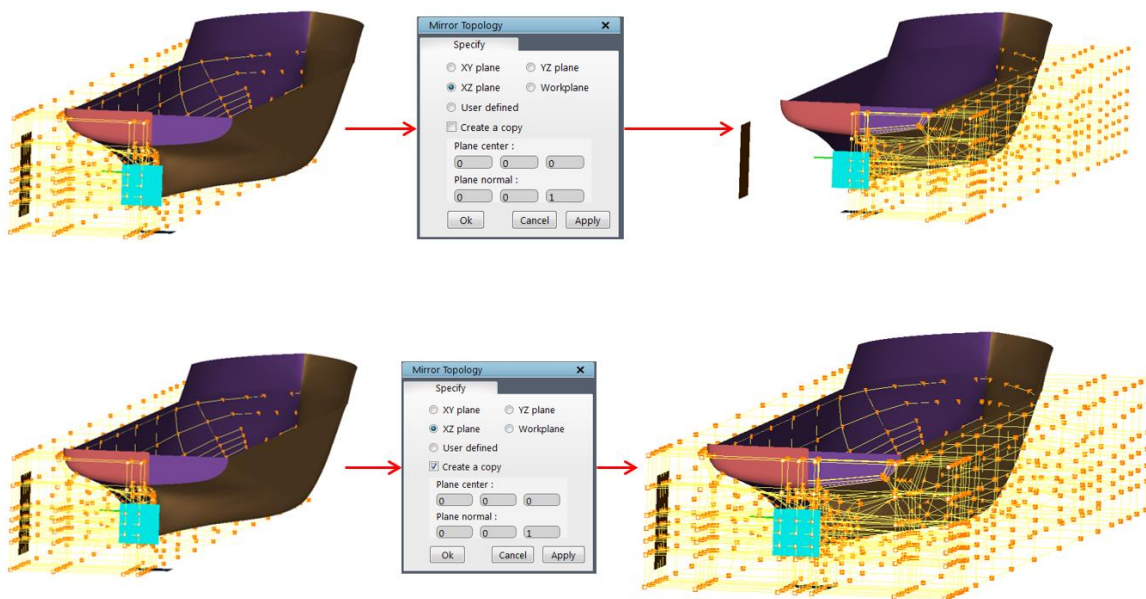 Mirror Topology X
Specify
XY plane YZ plane
XZ plane Workplane
User defined
Create a copy
Plane center :
0 0 0
Plane normal :
0 0 1
Ok Cancel Apply
Mirror Topology X
Specify
XY plane YZ plane
XZ plane Workplane
User defined
Create a copy
Plane center :
0 0 0
Plane normal :
0 0 1
Ok Cancel Apply